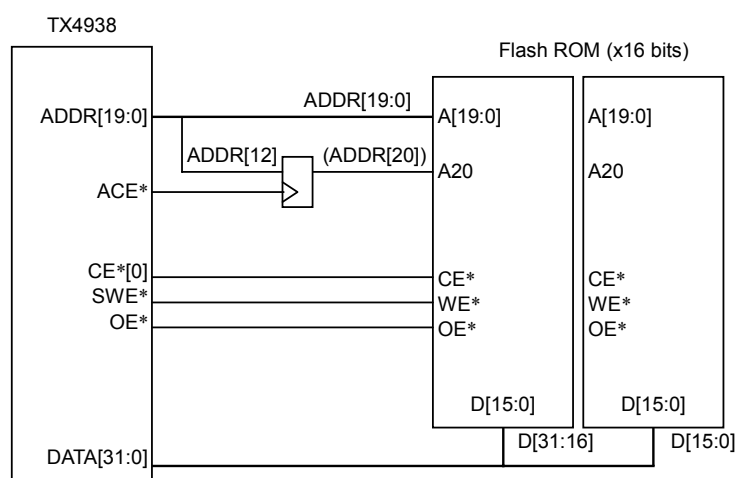 TX4938
Flash ROM (x16 bits)
ADDR[19:0]
ADDR[19:0]
A[19:0]
A[19:0]
ADDR[12]
(ADDR[20])
A20
A20
ACE*
CE*[0]
CE*
CE*
SWE*
WE*
WE*
OE*
OE*
OE*
D[15:0]
D[15:0]
D[31:16]
D[15:0]
DATA[31:0]